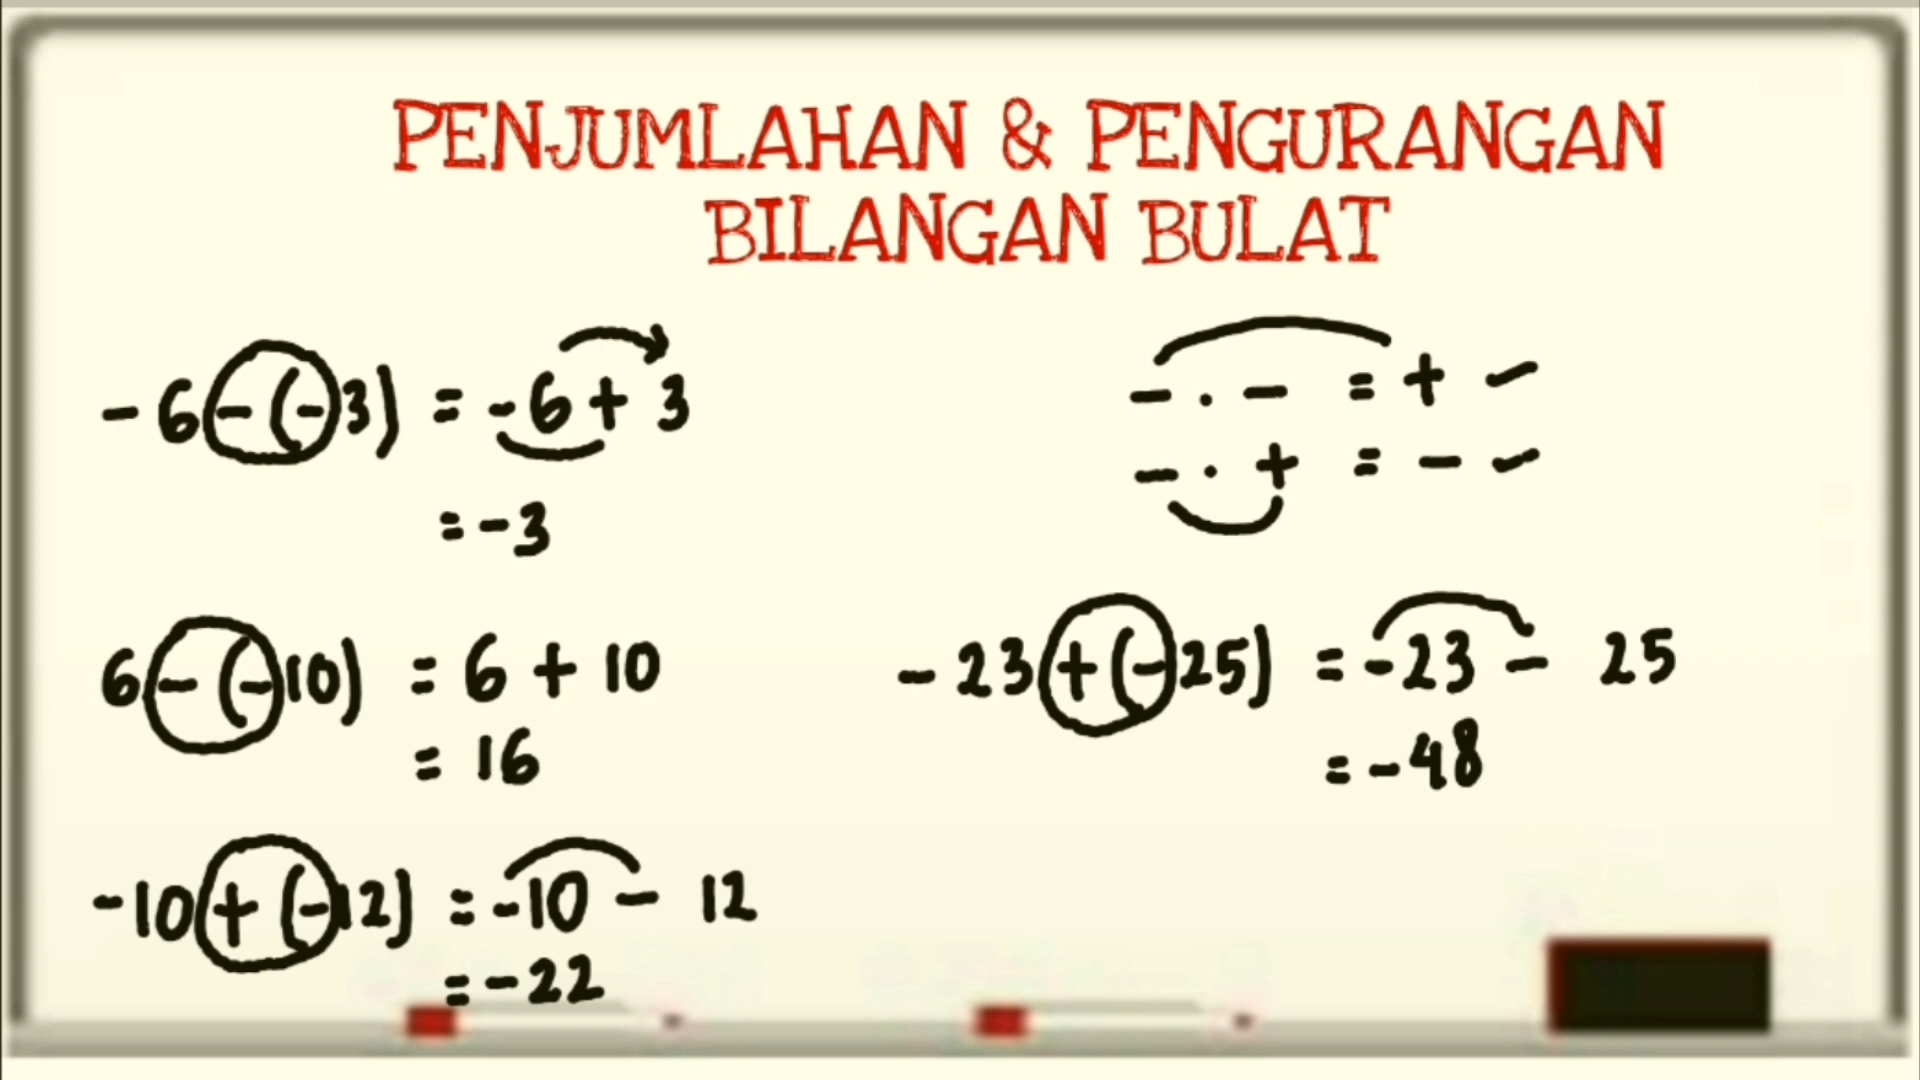 PENJUMLAHAN & PENGURANGAN
BILANGAN BULAT
-6-(-3) = -6+3
= -3
6-(-10) = 6 + 10
= 16
-10+(-12) = -10 - 12
= -22
- . - = + -
- . + = - -
-23+(-25) = -23 - 25
= -48